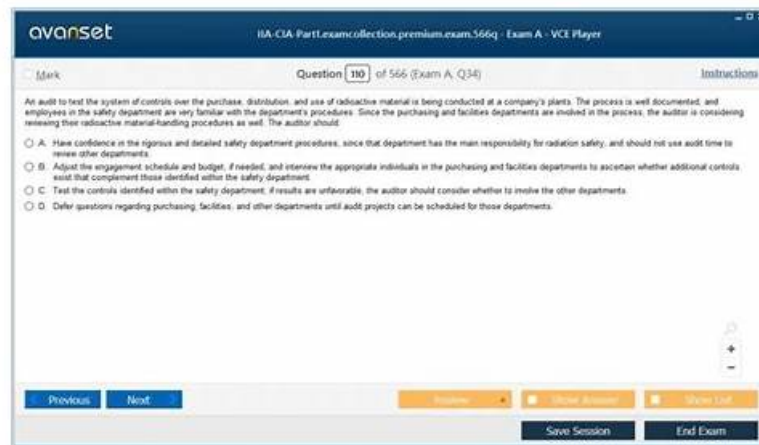 avanset
IIA-CIA-Part1.examcollection.premium.exam.566q - Exam A - VCE Player
Mark
Question 110 of 566 (Exam A, Q34)
Instructions
An audit to test the system of controls over the purchase, distribution, and use of radioactive material is being conducted at a company's plants. The process is well documented, and
employees in the safety department are very familiar with the department's procedures. Since the purchasing and facilities departments are involved in the process, the auditor is considering
reviewing their radioactive material-handling procedures as well. The auditor should:
A. Have confidence in the rigorous and detailed safety department procedures, since that department has the main responsibility for radiation safety, and should not use audit time to
review other departments.
B. Adjust the engagement schedule and budget, if needed, and interview the appropriate individuals in the purchasing and facilities departments to ascertain whether additional controls
exist that complement those identified within the safety department.
C. Test the controls identified within the safety department; if results are unfavorable, the auditor should consider whether to involve the other departments.
D. Defer questions regarding purchasing, facilities, and other departments until audit projects can be scheduled for those departments.
Previous
Next
Review
Show Answer
Show List
Save Session
End Exam